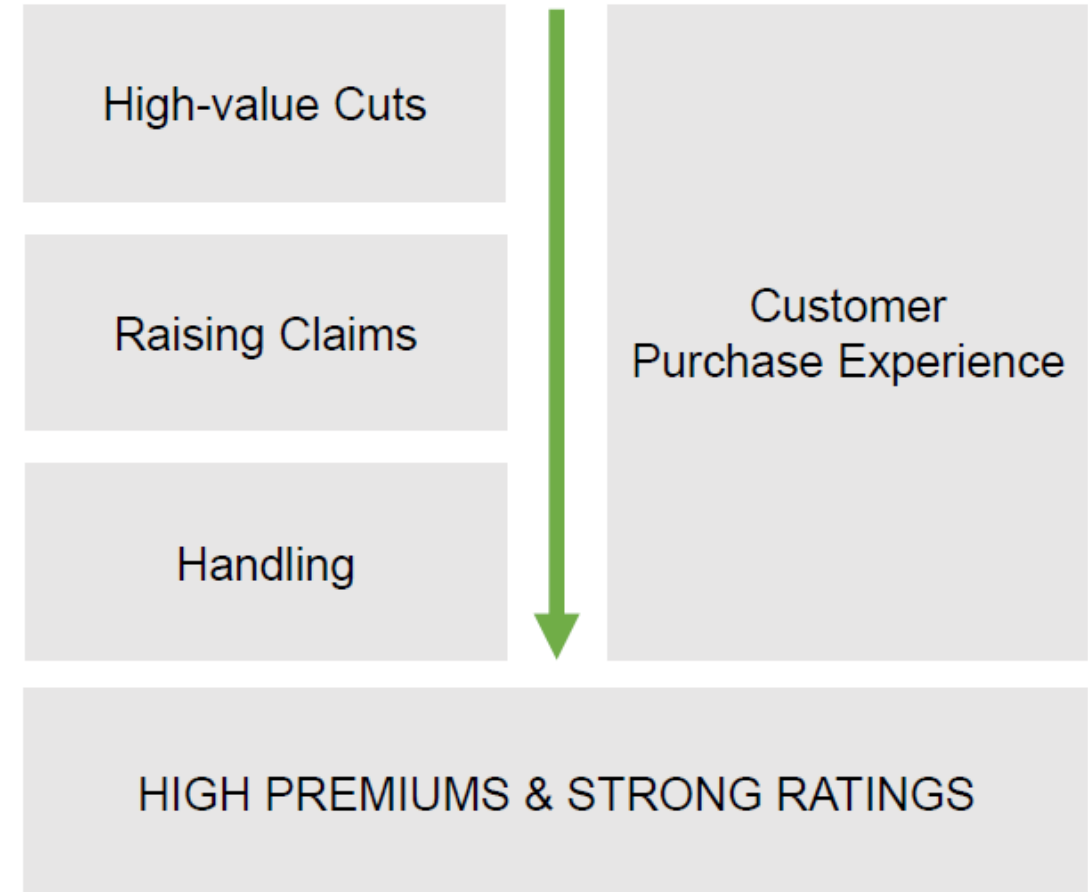 High-value Cuts
Raising Claims
Handling
Customer
Purchase Experience
HIGH PREMIUMS & STRONG RATINGS